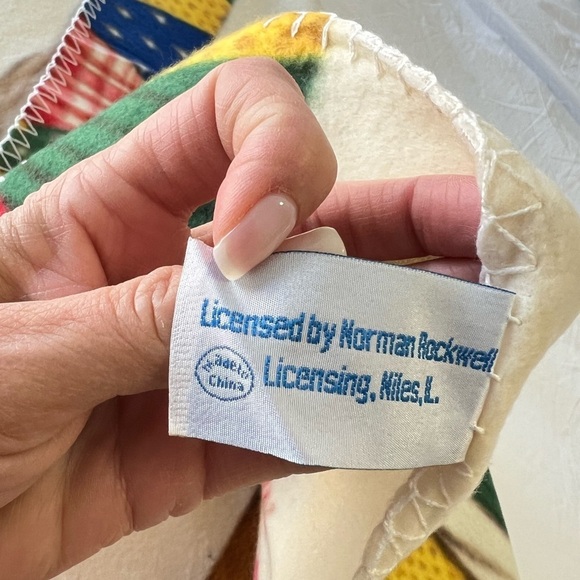 Licensed by Norman Rockwell
Licensing, Niles,L.
Made In
China